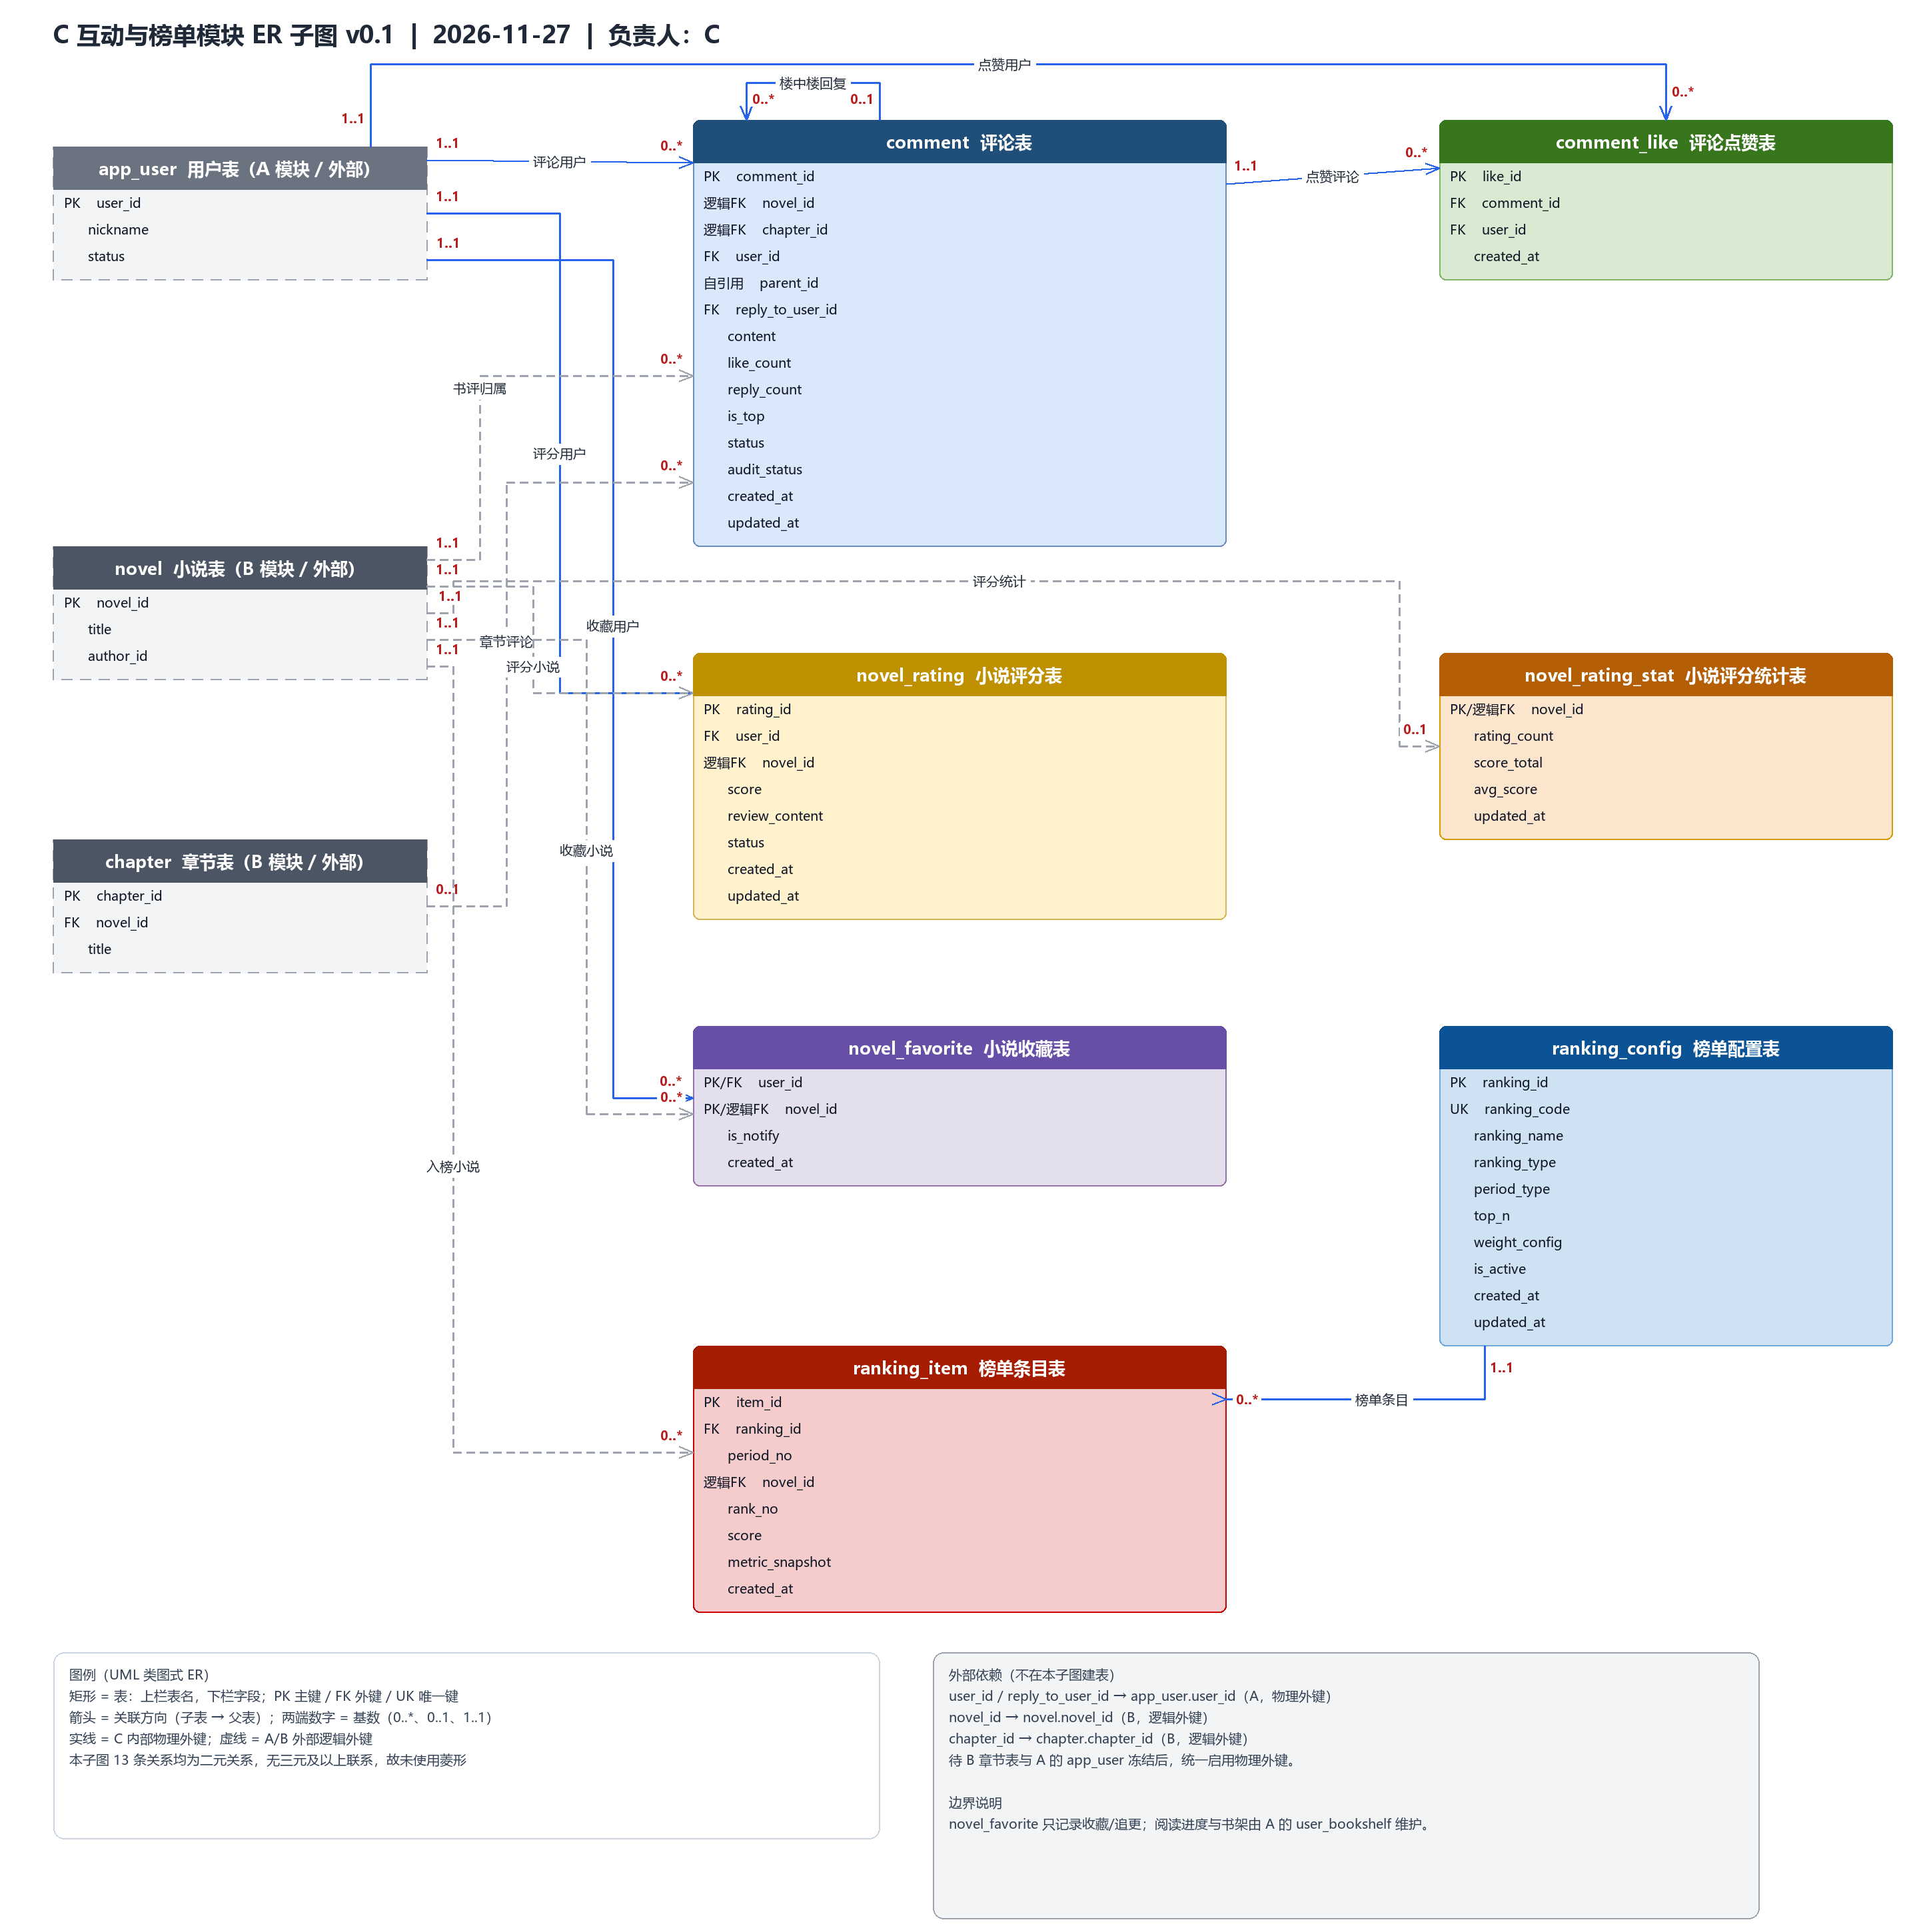 C 互动与榜单模块 ER 子图 v0.1 | 2026-11-27 | 负责人：C
点赞用户
楼中楼回复
0..*
0..1
0..*
1..1
app_user 用户表（A 模块 / 外部）
PK user_id
nickname
status
1..1
1..1
1..1
评论用户
0..*
comment 评论表
PK comment_id
逻辑FK novel_id
逻辑FK chapter_id
FK user_id
自引用 parent_id
FK reply_to_user_id
content
like_count
reply_count
is_top
status
audit_status
created_at
updated_at
1..1
点赞评论
0..*
comment_like 评论点赞表
PK like_id
FK comment_id
FK user_id
created_at
0..*
书评归属
评分用户
0..*
novel 小说表（B 模块 / 外部）
PK novel_id
title
author_id
1..1
1..1
1..1
1..1
1..1
评分统计
收藏用户
章节评论
评分小说
0..*
novel_rating 小说评分表
PK rating_id
FK user_id
逻辑FK novel_id
score
review_content
status
created_at
updated_at
0..1
novel_rating_stat 小说评分统计表
PK/逻辑FK novel_id
rating_count
score_total
avg_score
updated_at
chapter 章节表（B 模块 / 外部）
PK chapter_id
FK novel_id
title
0..1
收藏小说
0..*
0..*
novel_favorite 小说收藏表
PK/FK user_id
PK/逻辑FK novel_id
is_notify
created_at
ranking_config 榜单配置表
PK ranking_id
UK ranking_code
ranking_name
ranking_type
period_type
top_n
weight_config
is_active
created_at
updated_at
入榜小说
1..1
0..*
榜单条目
0..*
ranking_item 榜单条目表
PK item_id
FK ranking_id
period_no
逻辑FK novel_id
rank_no
score
metric_snapshot
created_at
图例（UML 类图式 ER）
矩形 = 表：上栏表名，下栏字段；PK 主键 / FK 外键 / UK 唯一键
箭头 = 关联方向（子表 → 父表）；两端数字 = 基数（0..*、0..1、1..1）
实线 = C 内部物理外键；虚线 = A/B 外部逻辑外键
本子图 13 条关系均为二元关系，无三元及以上联系，故未使用菱形
外部依赖（不在本子图建表）
user_id / reply_to_user_id → app_user.user_id（A，物理外键）
novel_id → novel.novel_id（B，逻辑外键）
chapter_id → chapter.chapter_id（B，逻辑外键）
待 B 章节表与 A 的 app_user 冻结后，统一启用物理外键。
边界说明
novel_favorite 只记录收藏/追更；阅读进度与书架由 A 的 user_bookshelf 维护。